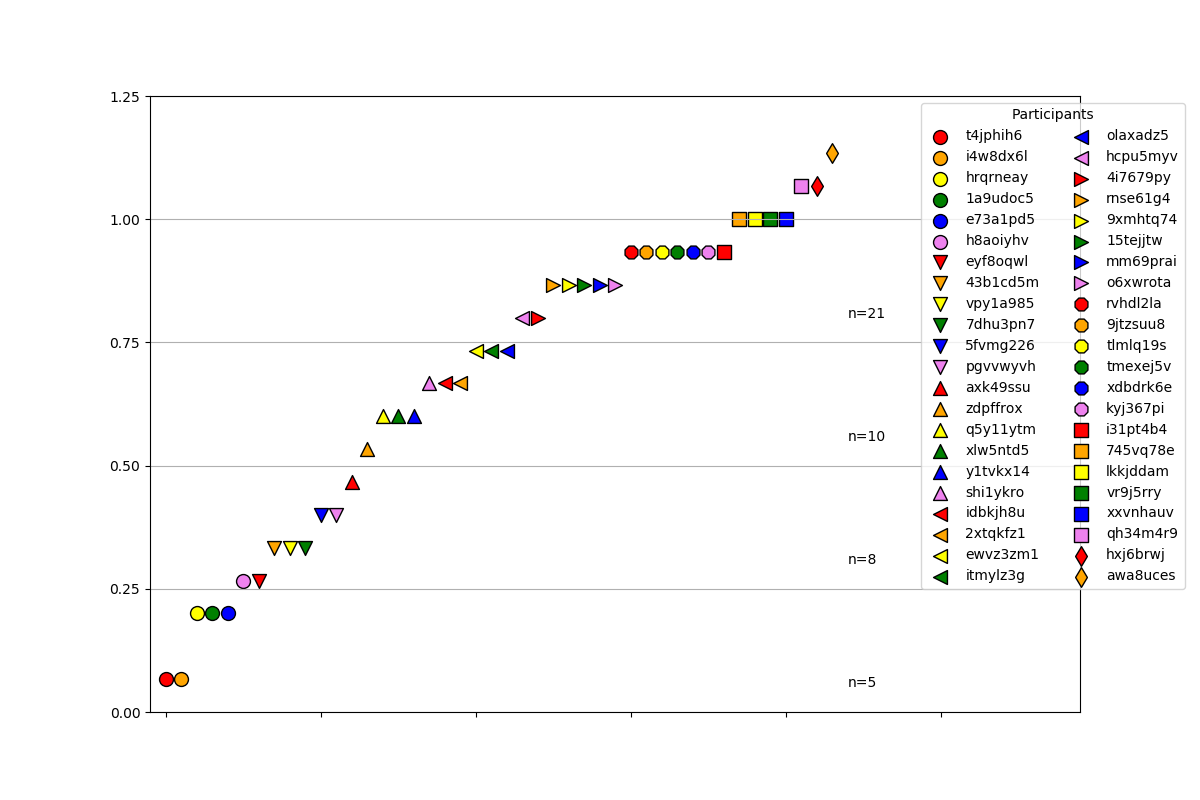 1.25
1.00
0.75
0.50
0.25
0.00
n=21
n=10
n=8
n=5
Participants
t4jphih6
i4w8dx6l
hrqrneay
1a9udoc5
e73a1pd5
h8aoiyhv
eyf8oqwl
43b1cd5m
vpy1a985
7dhu3pn7
5fvmg226
pgvvwyvh
axk49ssu
zdpffrox
q5y11ytm
xlw5ntd5
y1tvkx14
shi1ykro
idbkjh8u
2xtqkfz1
ewvz3zm1
itmylz3g
olaxadz5
hcpu5myv
4i7679py
rnse61g4
9xmhtq74
15tejjtw
mm69prai
o6xwrota
rvhdl2la
9jtzsuu8
tlmlq19s
tmexej5v
xdbdrk6e
kyj367pi
i31pt4b4
745vq78e
lkkjddam
vr9j5rry
xxvnhauv
qh34m4r9
hxj6brwj
awa8uces